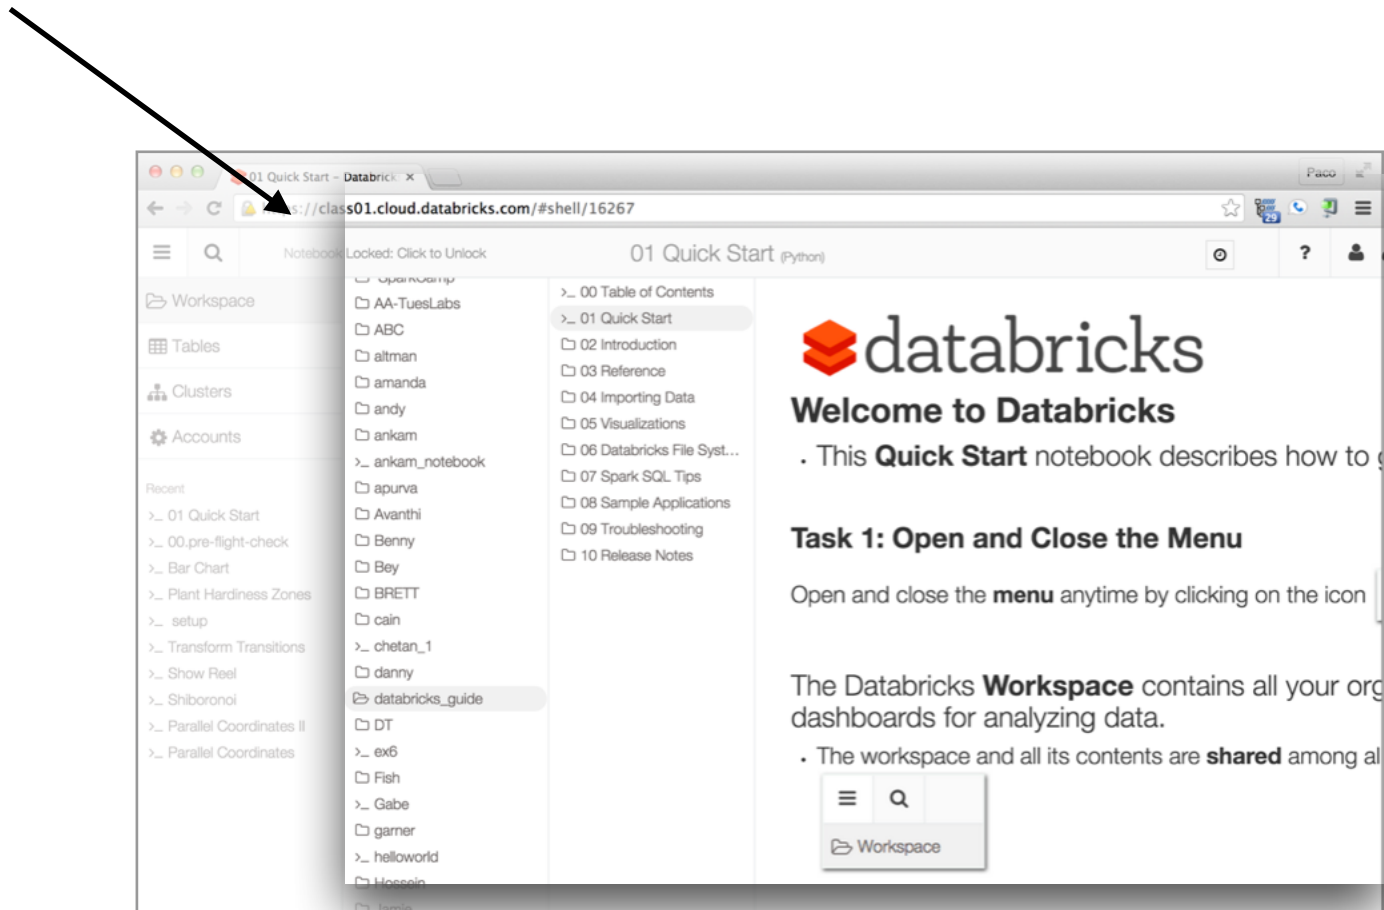 01 Quick Start – Databrick
Paco
https://class01.cloud.databricks.com/#shell/16267
29
Notebook Locked: Click to Unlock
01 Quick Start (Python)
?
Workspace
Tables
Clusters
Accounts
Recent
>_ 01 Quick Start
>_ 00.pre-flight-check
>_ Bar Chart
>_ Plant Hardiness Zones
>_ setup
>_ Transform Transitions
>_ Show Reel
>_ Shiboronoi
>_ Parallel Coordinates II
>_ Parallel Coordinates
SparkCamp
AA-TuesLabs
ABC
altman
amanda
andy
ankam
>_ ankam_notebook
apurva
Avanthi
Benny
Bey
BRETT
cain
>_ chetan_1
danny
databricks_guide
DT
>_ ex6
Fish
>_ Gabe
garner
>_ helloworld
Hossein
Jamie
>_ 00 Table of Contents
>_ 01 Quick Start
02 Introduction
03 Reference
04 Importing Data
05 Visualizations
06 Databricks File Syst...
07 Spark SQL Tips
08 Sample Applications
09 Troubleshooting
10 Release Notes
databricks
Welcome to Databricks
• This Quick Start notebook describes how to
Task 1: Open and Close the Menu
Open and close the menu anytime by clicking on the icon
The Databricks Workspace contains all your org
dashboards for analyzing data.
• The workspace and all its contents are shared among al
Workspace